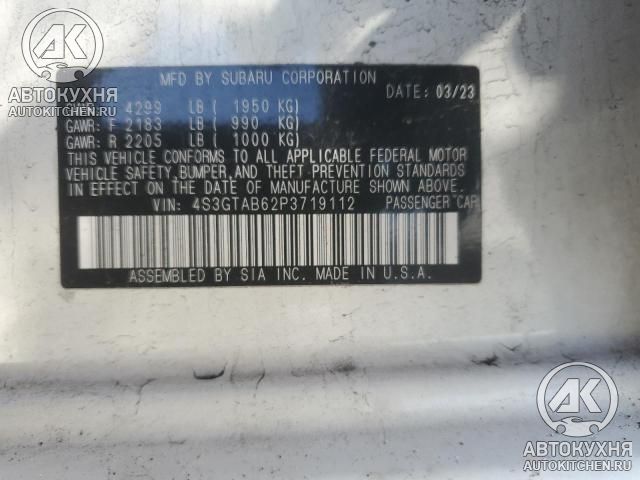 MFD BY SUBARU CORPORATION
DATE: 03/23
4299 LB ( 1950 KG)
GAWR: F 2183 LB ( 990 KG)
GAWR: R 2205 LB ( 1000 KG)
THIS VEHICLE CONFORMS TO ALL APPLICABLE FEDERAL MOTOR
VEHICLE SAFETY, BUMPER, AND THEFT PREVENTION STANDARDS
IN EFFECT ON THE DATE OF MANUFACTURE SHOWN ABOVE.
VIN: 4S3GTAB62P3719112 PASSENGER CAR
ASSEMBLED BY SIA INC. MADE IN U.S.A.
АК
АВТОКУХНЯ
AUTOKITCHEN.RU
АК
АВТОКУХНЯ
AUTOKITCHEN.RU